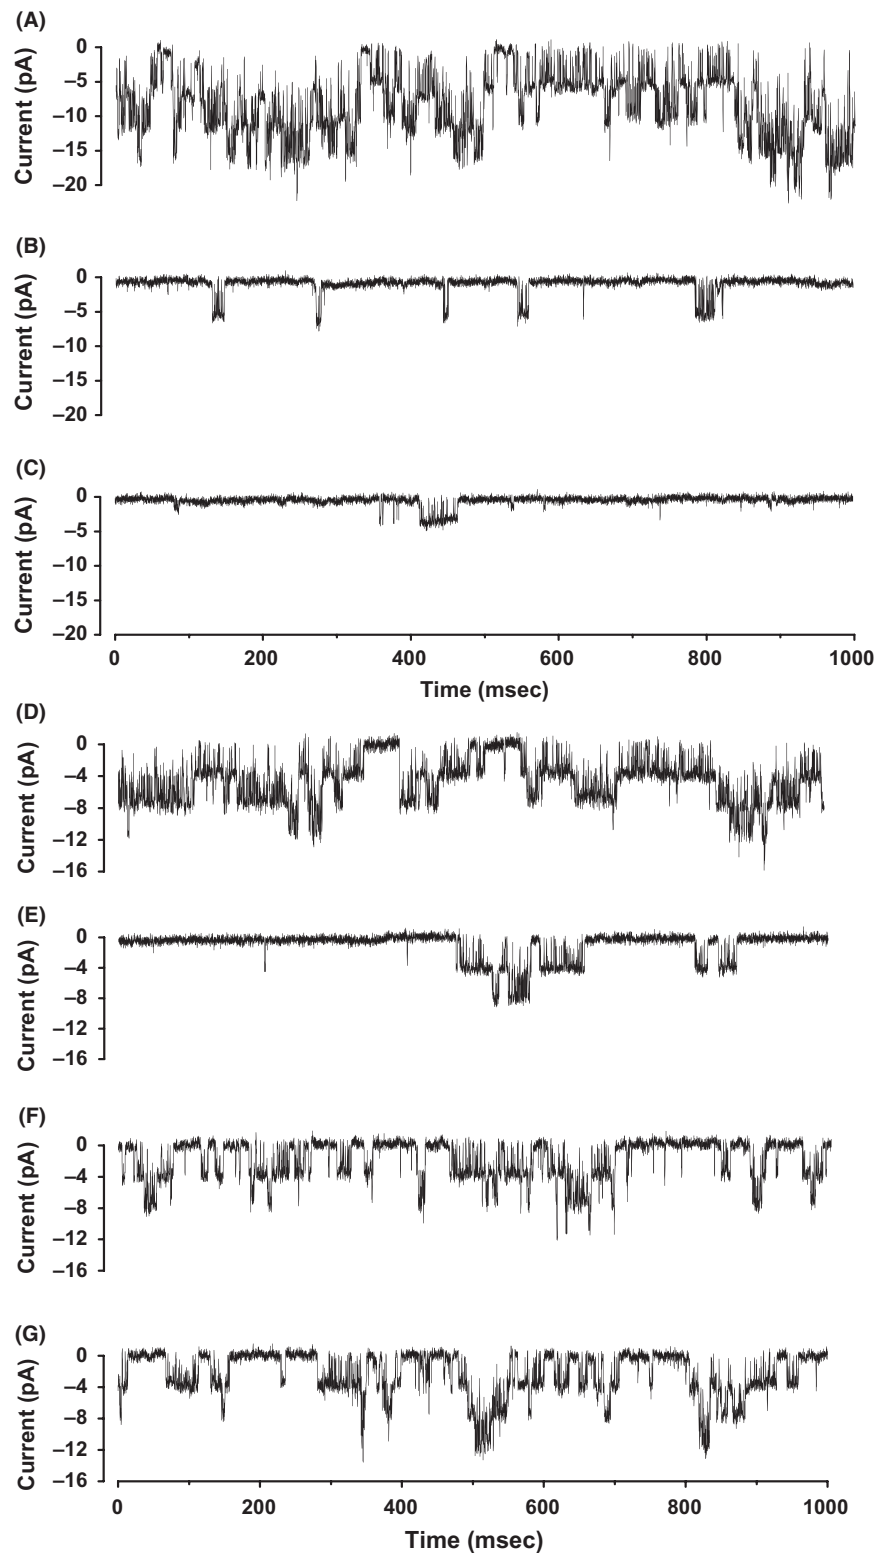 (A)
Current (pA)
0
–5
–10
–15
–20
(B)
Current (pA)
0
–5
–10
–15
–20
(C)
Current (pA)
0
–5
–10
–15
–20
0 200 400 600 800 1000
Time (msec)
(D)
Current (pA)
0
–4
–8
–12
–16
(E)
Current (pA)
0
–4
–8
–12
–16
(F)
Current (pA)
0
–4
–8
–12
–16
(G)
Current (pA)
0
–4
–8
–12
–16
0 200 400 600 800 1000
Time (msec)